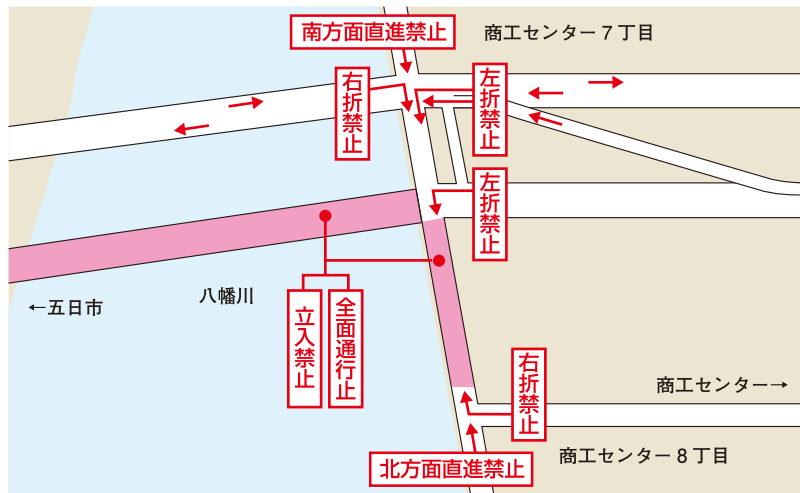 南方面直進禁止
商工センター7丁目
右折禁止
左折禁止
左折禁止
八幡川
←五日市
立入禁止
全面通行止
右折禁止
商工センター→
商工センター8丁目
北方面直進禁止